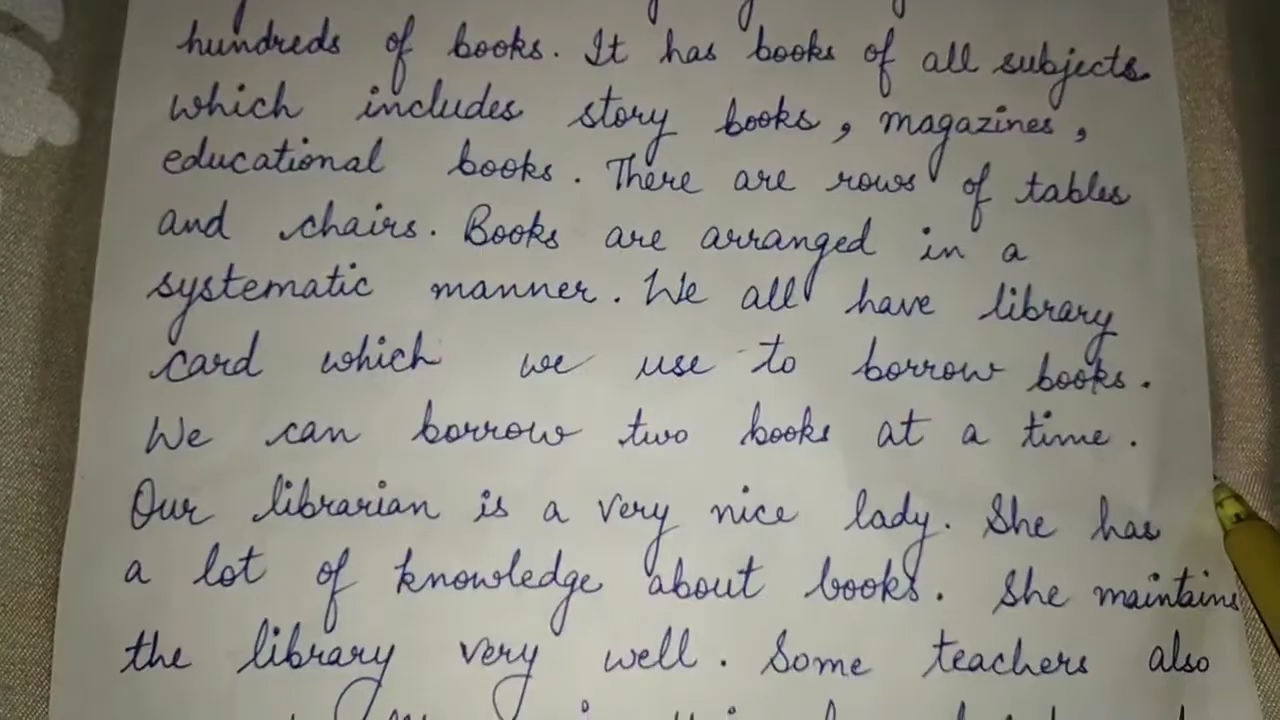 hundreds of books. It has books of all subjects
which includes story books, magazines,
educational books. There are rows of tables
and chairs. Books are arranged in a
systematic manner. We all have library
card which we use to borrow books.
We can borrow two books at a time.
Our librarian is a very nice lady. She has
a lot of knowledge about books. She maintains
the library very well. Some teachers also